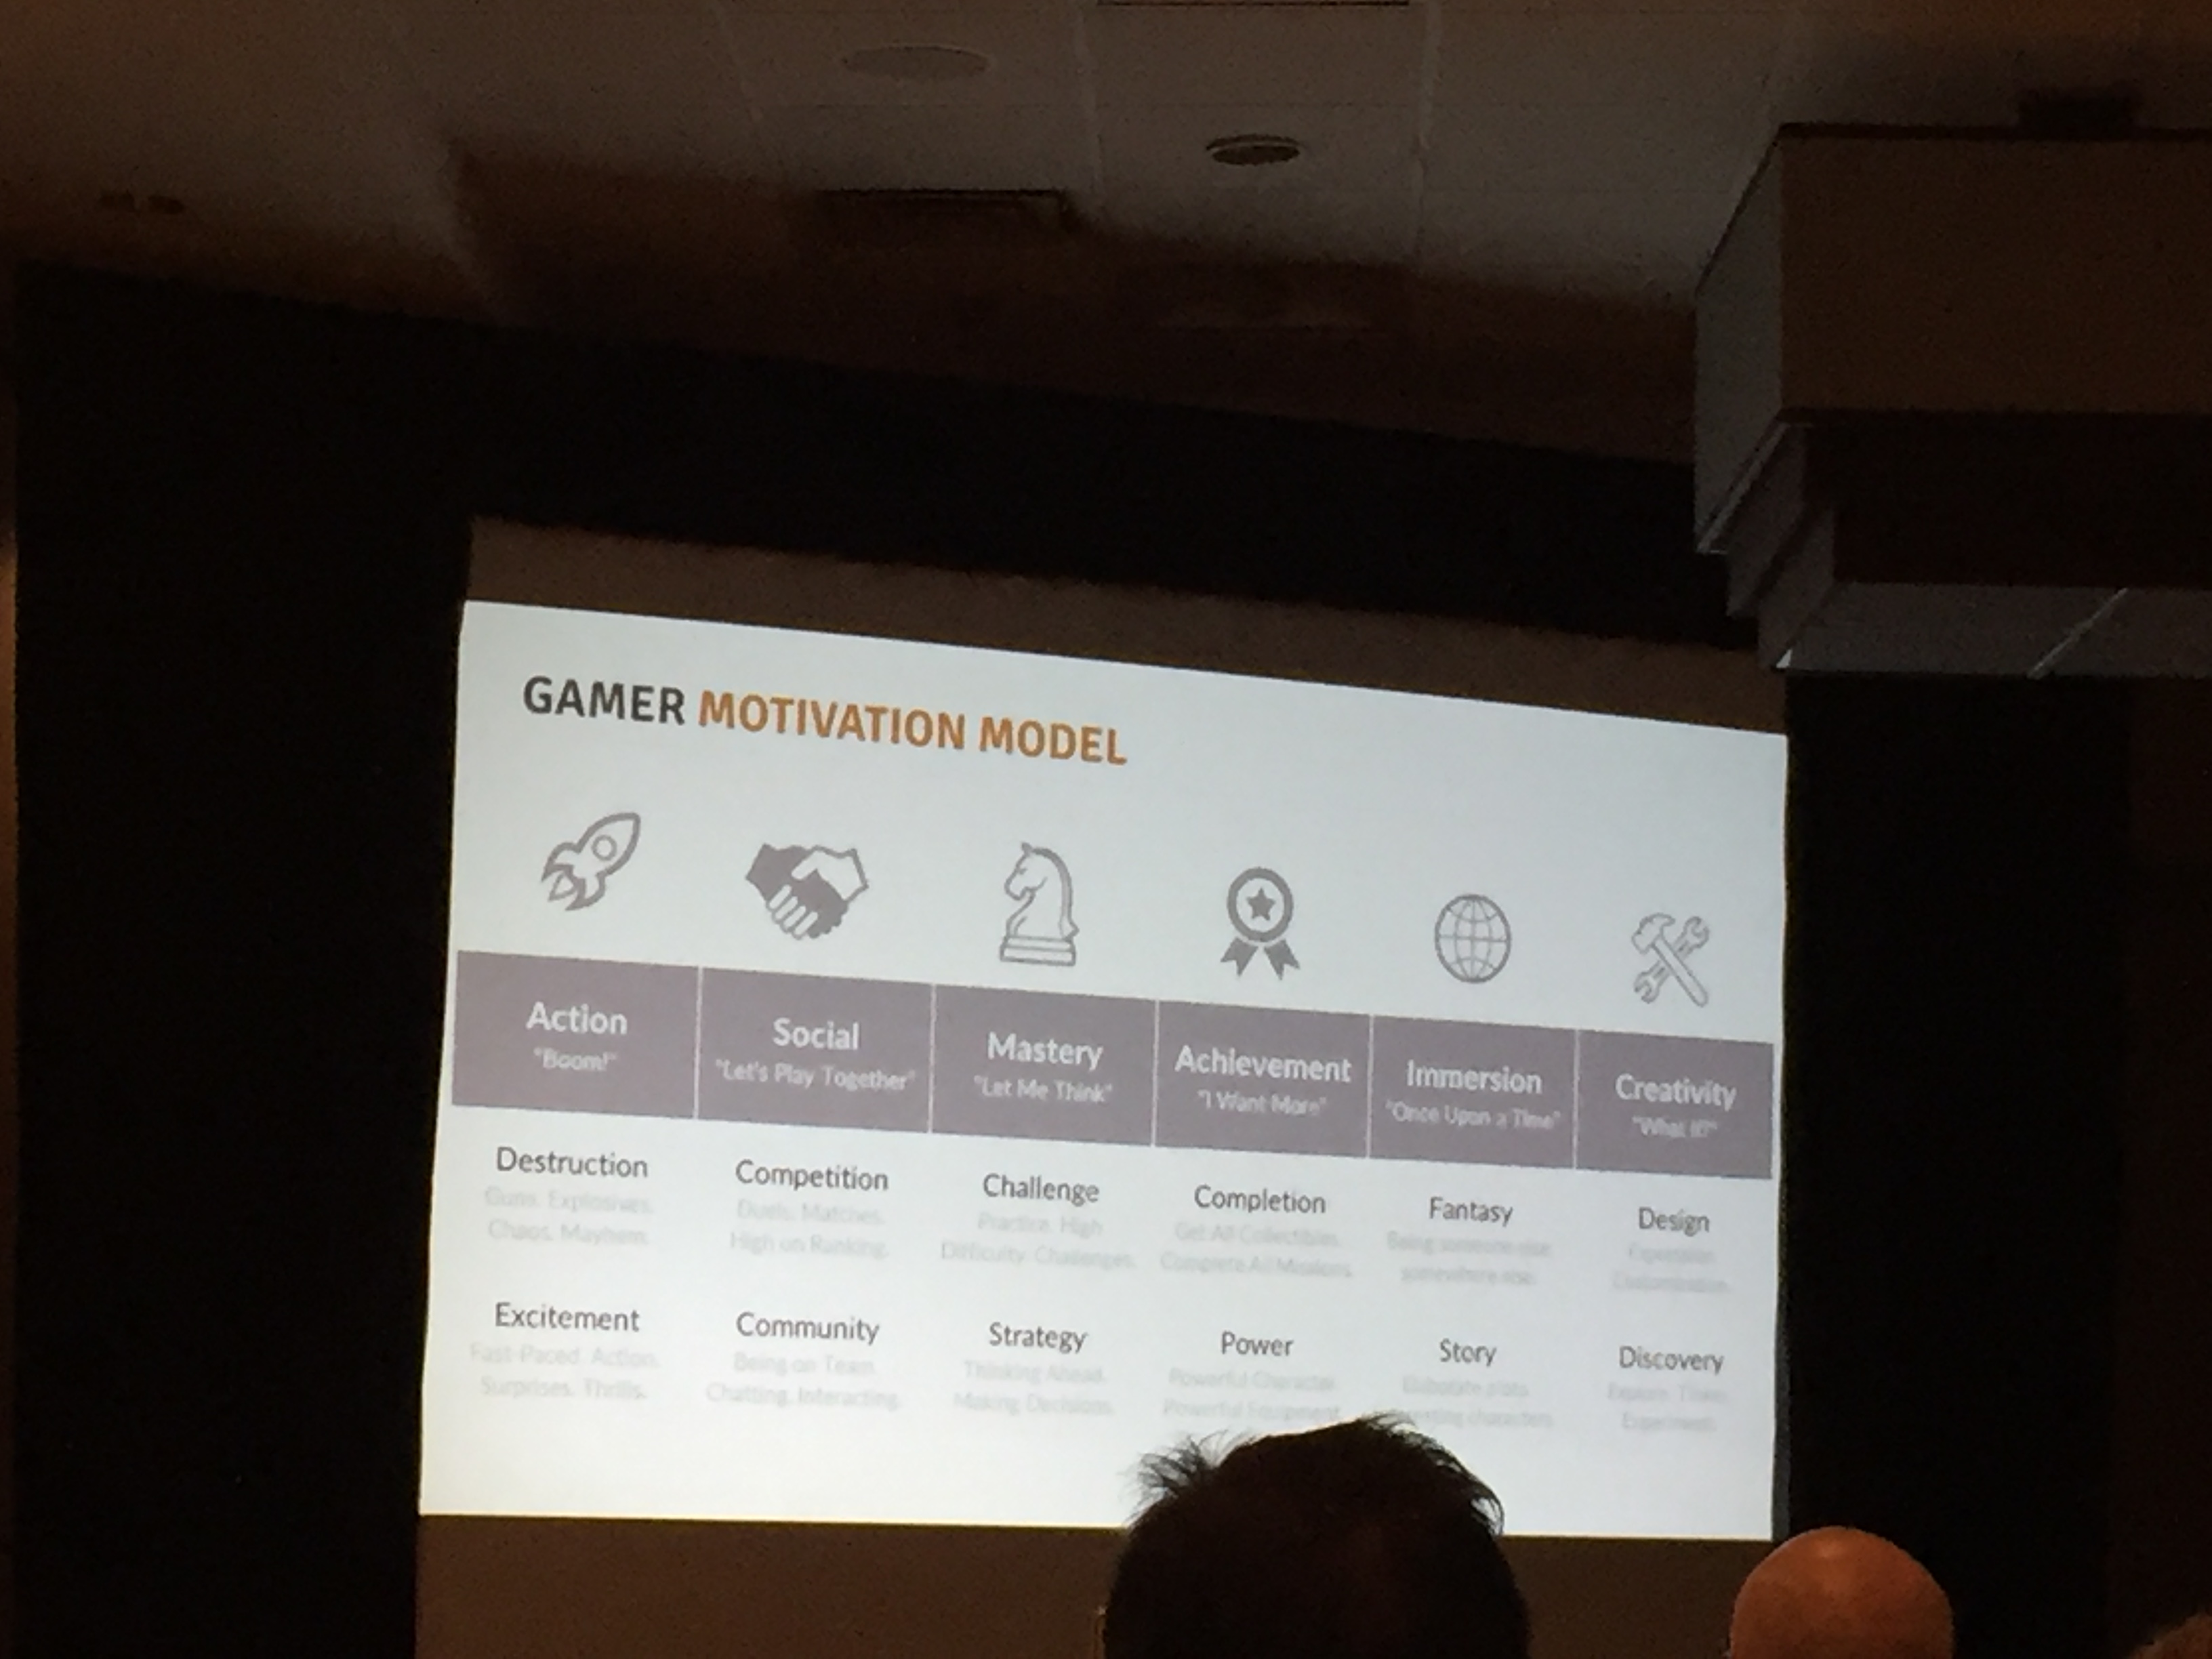 GAMER MOTIVATION MODEL
Action
"Boom!"
Social
"Let's Play Together"
Mastery
"Let Me Think"
Achievement
"I Want More"
Immersion
"Once Upon a Time"
Creativity
"What If?"
Destruction
Guns. Explosives.
Chaos. Mayhem.
Competition
Duels. Matches.
High on Ranking.
Challenge
Practice. High
Difficulty. Challenges.
Completion
Get All Collectibles.
Complete All Missions.
Fantasy
Being someone else,
somewhere else.
Design
Expression.
Customization.
Excitement
Fast-Paced. Action.
Surprises. Thrills.
Community
Being on Team.
Chatting. Interacting.
Strategy
Thinking Ahead.
Making Decisions.
Power
Powerful Character.
Powerful Equipment.
Story
Elaborate plots.
characters.
Discovery
Explore. Tinker.
Experiment.